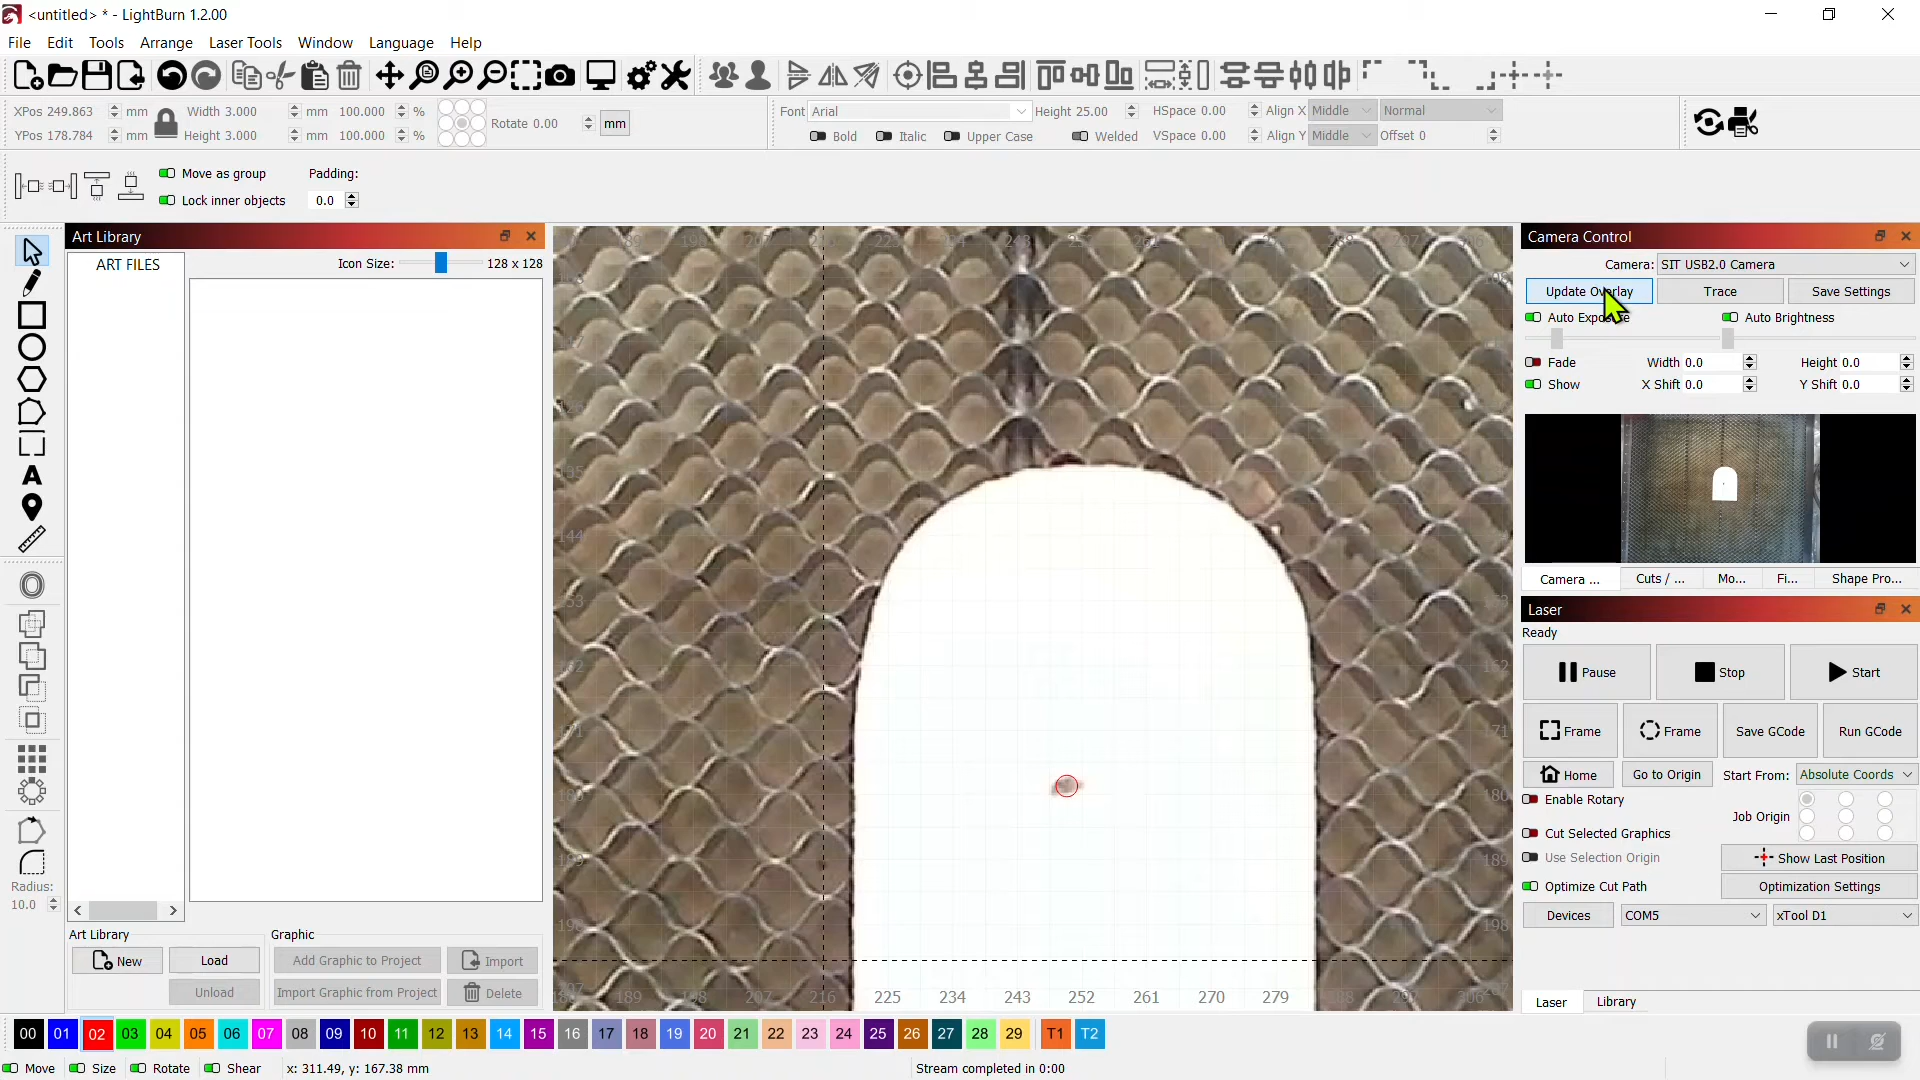 <untitled> * - LightBurn 1.2.00
File Edit Tools Arrange Laser Tools Window Language Help
XPos 249.863 mm Width 3.000 mm 100.000 %
YPos 178.784 mm Height 3.000 mm 100.000 %
Rotate 0.00 mm
Font Arial Height 25.00 HSpace 0.00 Align X Middle Normal
Bold Italic Upper Case Welded VSpace 0.00 Align Y Middle Offset 0
Move as group Padding:
Lock inner objects 0.0
Art Library
ART FILES Icon Size: 128 x 128
Camera Control
Camera: SIT USB2.0 Camera
Update Overlay Trace Save Settings
Auto Exposure Auto Brightness
Fade Width 0.0 Height 0.0
Show X Shift 0.0 Y Shift 0.0
Camera ... Cuts / ... Mo... Fi... Shape Pro...
Laser
Ready
Pause Stop Start
Frame Frame Save GCode Run GCode
Home Go to Origin Start From: Absolute Coords
Enable Rotary
Job Origin
Cut Selected Graphics
Use Selection Origin Show Last Position
Optimize Cut Path Optimization Settings
Devices COM5 xTool D1
Laser Library
Radius:
10.0
Art Library Graphic
New Load Add Graphic to Project Import
Unload Import Graphic from Project Delete
189 198 207 216 225 234 243 252 261 270 279
00 01 02 03 04 05 06 07 08 09 10 11 12 13 14 15 16 17 18 19 20 21 22 23 24 25 26 27 28 29 T1 T2
Move Size Rotate Shear x: 311.49, y: 167.38 mm Stream completed in 0:00